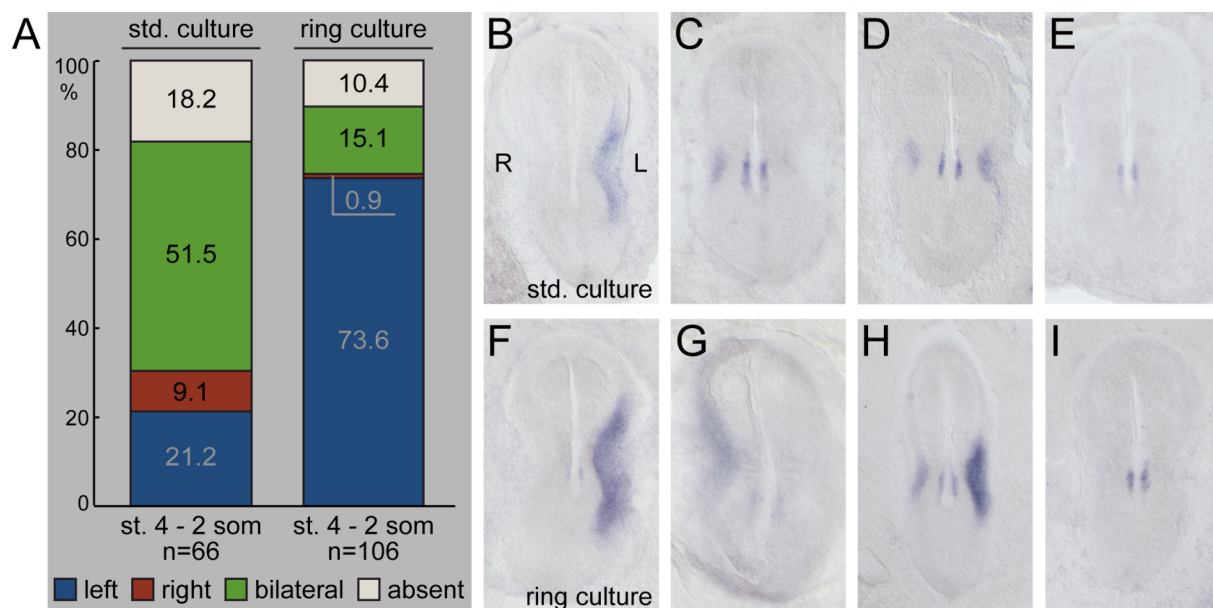 A
std. culture
ring culture
100
%
80
60
40
20
0
18.2
51.5
9.1
21.2
10.4
15.1
0.9
73.6
st. 4 - 2 som
n=66
st. 4 - 2 som
n=106
left
right
bilateral
absent
B
R
L
std. culture
C
D
E
F
ring culture
G
H
I